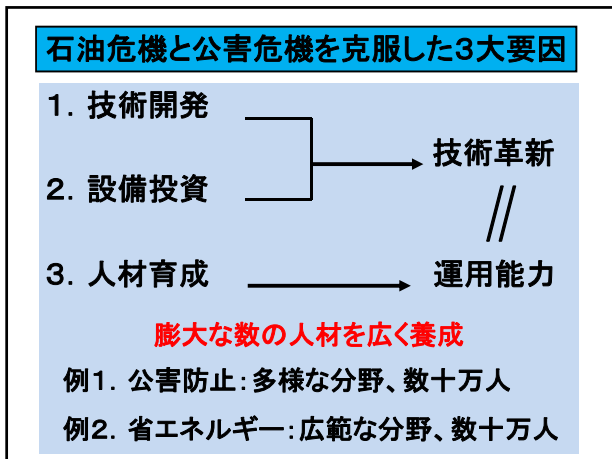 石油危機と公害危機を克服した３大要因
１．技術開発
技術革新
２．設備投資
３．人材育成
運用能力
膨大な数の人材を広く養成
例１．公害防止：多様な分野、数十万人
例２．省エネルギー：広範な分野、数十万人